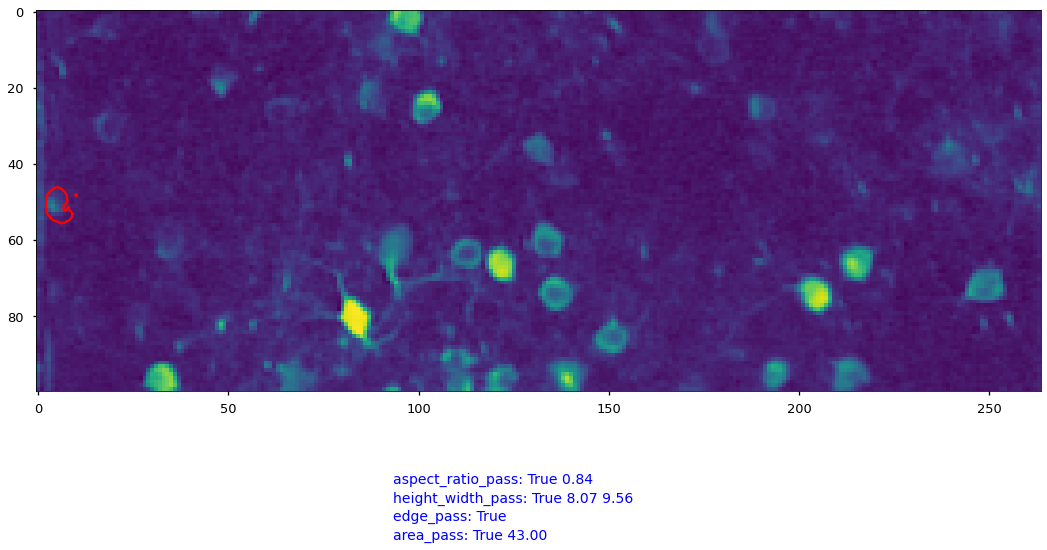 0
20
40
60
80
0 50 100 150 200 250
aspect_ratio_pass: True 0.84
height_width_pass: True 8.07 9.56
edge_pass: True
area_pass: True 43.00